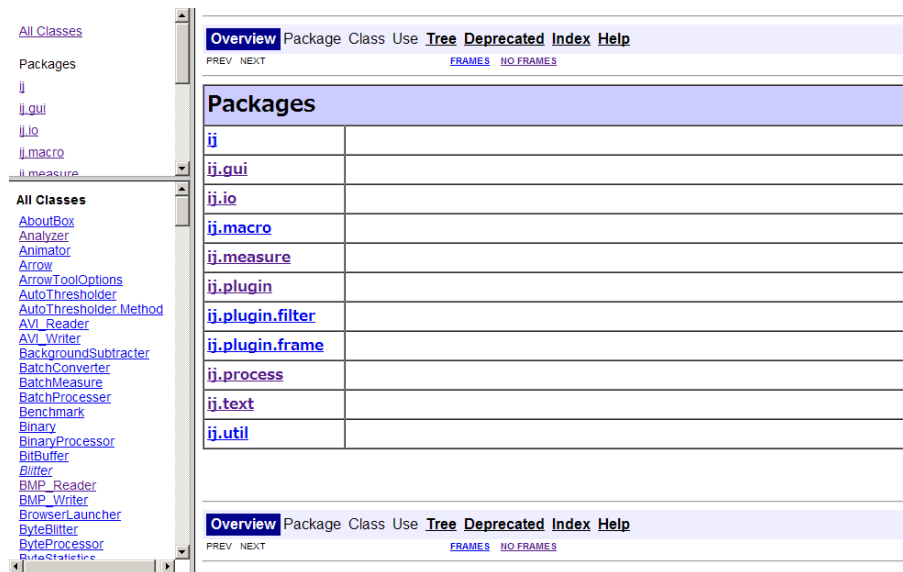 All Classes
Packages
ij
ij.gui
ij.io
ij.macro
ij.measure
All Classes
AboutBox
Analyzer
Animator
Arrow
ArrowToolOptions
AutoThresholder
AutoThresholder.Method
AVI_Reader
AVI_Writer
BackgroundSubtracter
BatchConverter
BatchMeasure
BatchProcesser
Benchmark
Binary
BinaryProcessor
BitBuffer
Blitter
BMP_Reader
BMP_Writer
BrowserLauncher
ByteBlitter
ByteProcessor
ByteStatistics
Overview Package Class Use Tree Deprecated Index Help
PREV NEXT FRAMES NO FRAMES
Packages
ij
ij.gui
ij.io
ij.macro
ij.measure
ij.plugin
ij.plugin.filter
ij.plugin.frame
ij.process
ij.text
ij.util
Overview Package Class Use Tree Deprecated Index Help
PREV NEXT FRAMES NO FRAMES